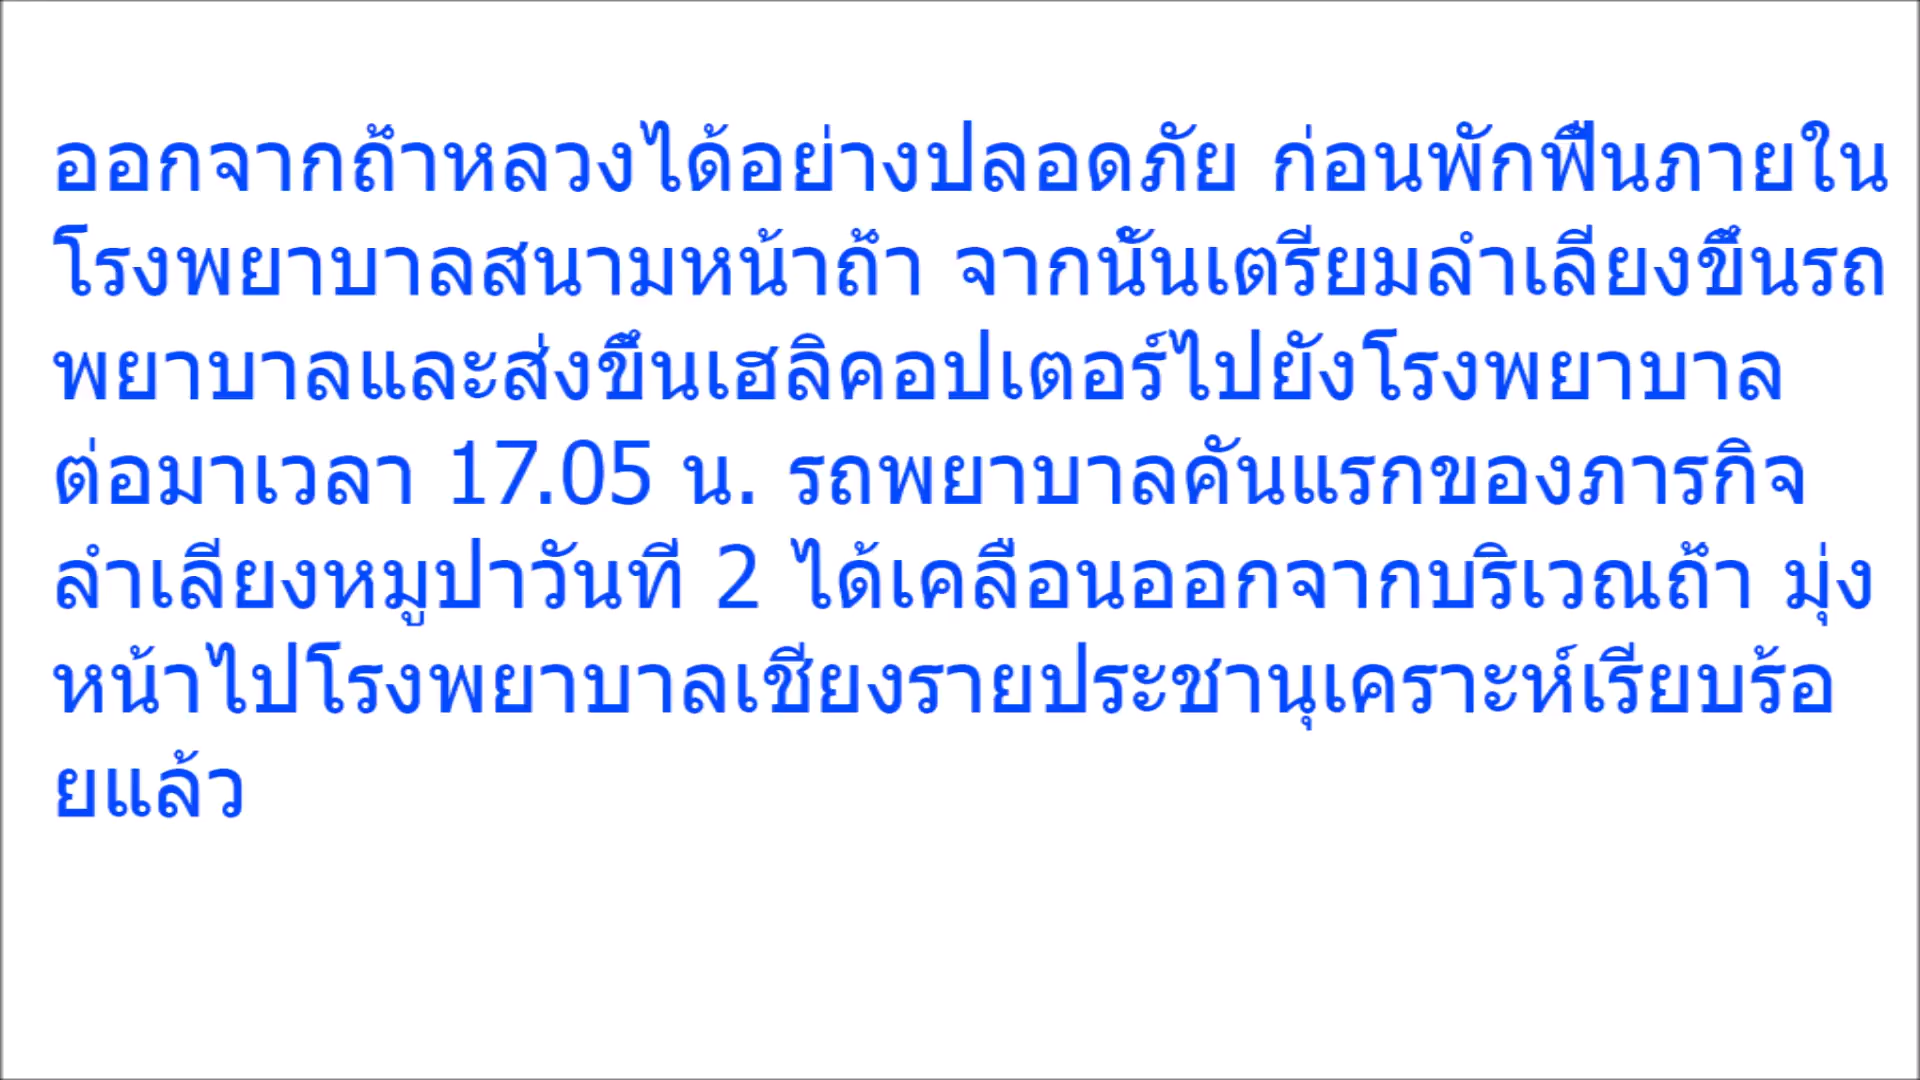 ออกจากถ้ำหลวงได้อย่างปลอดภัย ก่อนพักฟื้นภายใน
โรงพยาบาลสนามหน้าถ้ำ จากนั้นเตรียมลำเลียงขึ้นรถ
พยาบาลและส่งขึ้นเฮลิคอปเตอร์ไปยังโรงพยาบาล
ต่อมาเวลา 17.05 น. รถพยาบาลคันแรกของภารกิจ
ลำเลียงหมูป่าวันที่ 2 ได้เคลื่อนออกจากบริเวณถ้ำ มุ่ง
หน้าไปโรงพยาบาลเชียงรายประชานุเคราะห์เรียบร้อ
ยแล้ว